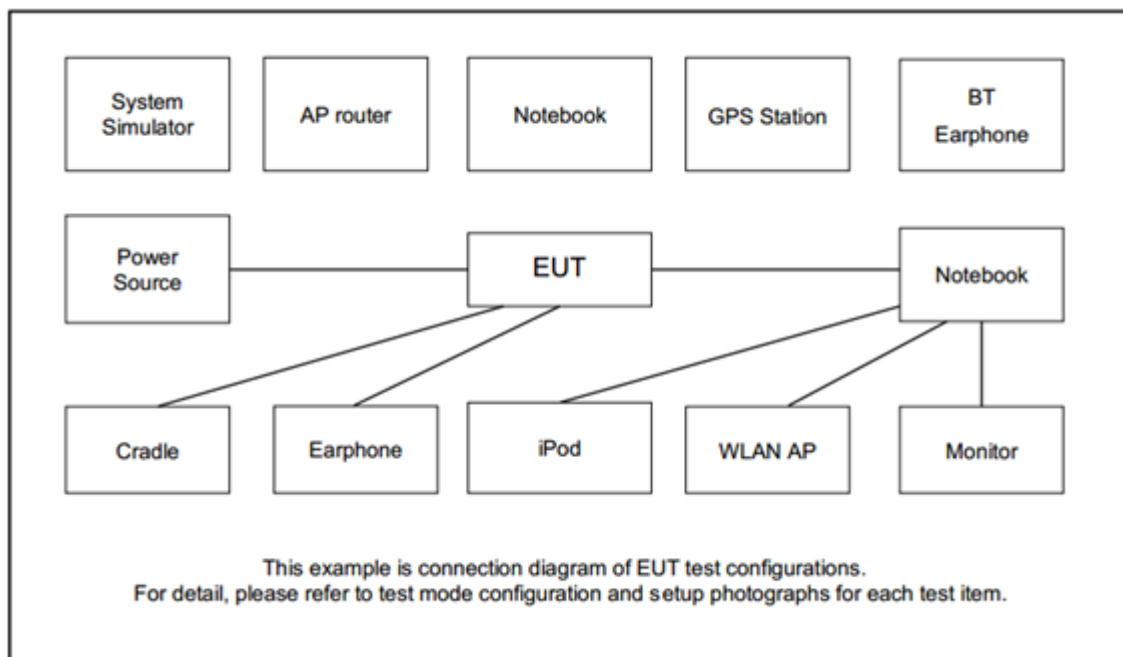 System
Simulator
AP router
Notebook
GPS Station
BT
Earphone
Power
Source
EUT
Notebook
Cradle
Earphone
iPod
WLAN AP
Monitor
This example is connection diagram of EUT test configurations.
For detail, please refer to test mode configuration and setup photographs for each test item.